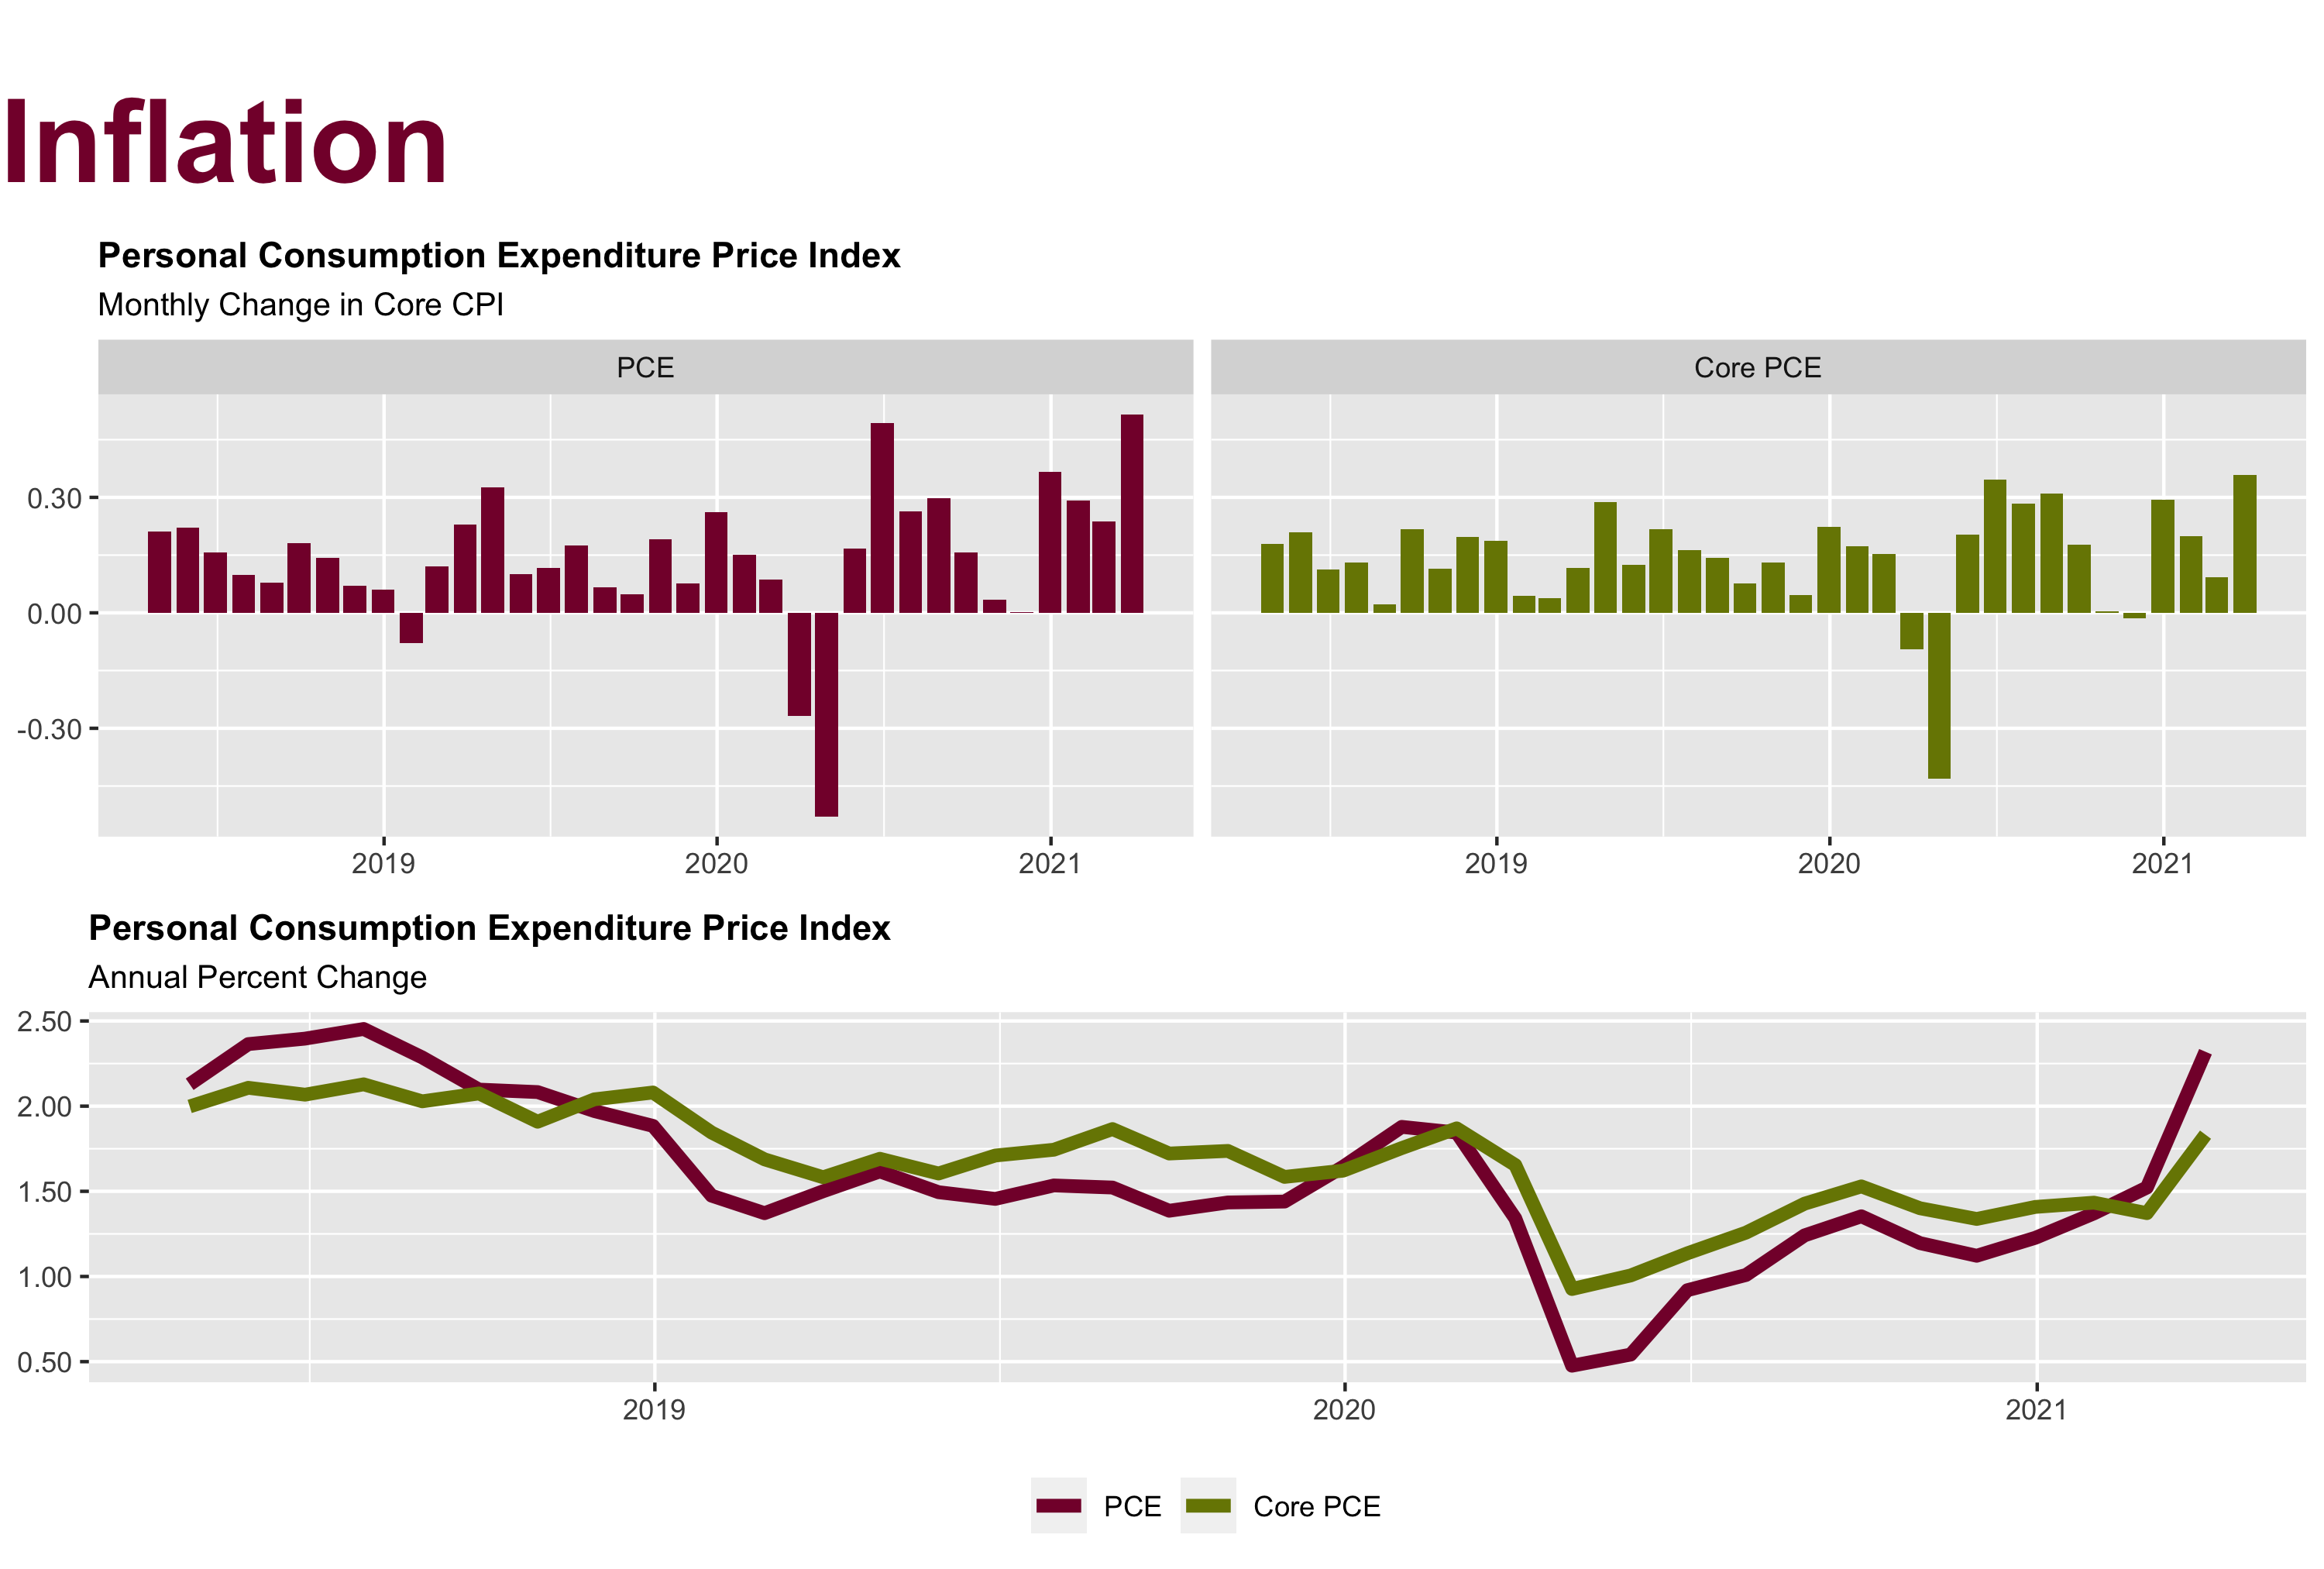 Inflation
Personal Consumption Expenditure Price Index
Monthly Change in Core CPI
PCE
Core PCE
0.30
0.00
-0.30
2019 2020 2021 2019 2020 2021
Personal Consumption Expenditure Price Index
Annual Percent Change
2.50
2.00
1.50
1.00
0.50
2019 2020 2021
PCE Core PCE